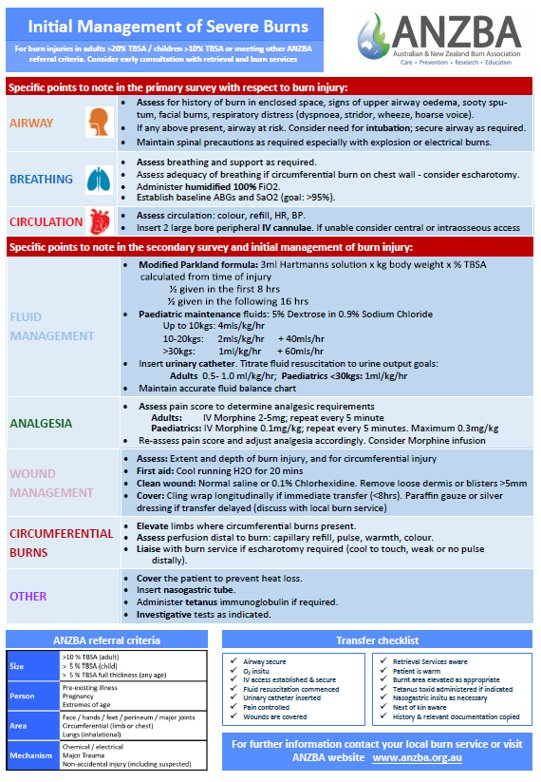 Initial Management of Severe Burns
For burn injuries in adults >20% TBSA / children >10% TBSA or meeting other ANZBA
referral criteria. Consider early consultation with retrieval and burn services
ANZBA
Australian & New Zealand Burn Association
Care • Prevention • Research • Education
Specific points to note in the primary survey with respect to burn injury:
AIRWAY
• Assess for history of burn in enclosed space, signs of upper airway oedema, sooty spu-
tum, facial burns, respiratory distress (dyspnoea, stridor, wheeze, hoarse voice).
• If any above present, airway at risk. Consider need for intubation; secure airway as required.
• Maintain spinal precautions as required especially with explosion or electrical burns.
BREATHING
• Assess breathing and support as required.
• Assess adequacy of breathing if circumferential burn on chest wall - consider escharotomy.
• Administer humidified 100% FiO2.
• Establish baseline ABGs and SaO2 (goal: >95%).
CIRCULATION
• Assess circulation: colour, refill, HR, BP.
• Insert 2 large bore peripheral IV cannulae. If unable consider central or intraosseous access
Specific points to note in the secondary survey and initial management of burn injury:
FLUID
MANAGEMENT
• Modified Parkland formula: 3ml Hartmanns solution x kg body weight x % TBSA
calculated from time of injury
½ given in the first 8 hrs
½ given in the following 16 hrs
• Paediatric maintenance fluids: 5% Dextrose in 0.9% Sodium Chloride
Up to 10kgs: 4mls/kg/hr
10-20kgs: 2mls/kg/hr + 40mls/hr
>30kgs: 1ml/kg/hr + 60mls/hr
• Insert urinary catheter. Titrate fluid resuscitation to urine output goals:
Adults 0.5- 1.0 ml/kg/hr; Paediatrics <30kgs: 1ml/kg/hr
• Maintain accurate fluid balance chart
ANALGESIA
• Assess pain score to determine analgesic requirements
Adults: IV Morphine 2-5mg; repeat every 5 minute
Paediatrics: IV Morphine 0.1mg/kg; repeat every 5 minutes. Maximum 0.3mg/kg
• Re-assess pain score and adjust analgesia accordingly. Consider Morphine infusion
WOUND
MANAGEMENT
• Assess: Extent and depth of burn injury, and for circumferential injury
• First aid: Cool running H2O for 20 mins
• Clean wound: Normal saline or 0.1% Chlorhexidine. Remove loose dermis or blisters >5mm
• Cover: Cling wrap longitudinally if immediate transfer (<8hrs). Paraffin gauze or silver
dressing if transfer delayed (discuss with local burn service)
CIRCUMFERENTIAL
BURNS
• Elevate limbs where circumferential burns present.
• Assess perfusion distal to burn: capillary refill, pulse, warmth, colour.
• Liaise with burn service if escharotomy required (cool to touch, weak or no pulse
distally).
OTHER
• Cover the patient to prevent heat loss.
• Insert nasogastric tube.
• Administer tetanus immunoglobulin if required.
• Investigative tests as indicated.
ANZBA referral criteria
Size
>10 % TBSA (adult)
> 5 % TBSA (child)
> 5 % TBSA full thickness (any age)
Person
Pre-existing illness
Pregnancy
Extremes of age
Area
Face / hands / feet / perineum / major joints
Circumferential (limb or chest)
Lungs (inhalational)
Mechanism
Chemical / electrical
Major Trauma
Non-accidental injury (including suspected)
Transfer checklist
✓ Airway secure
✓ O₂ insitu
✓ IV access established & secure
✓ Fluid resuscitation commenced
✓ Urinary catheter inserted
✓ Pain controlled
✓ Wounds are covered
✓ Retrieval Services aware
✓ Patient is warm
✓ Burnt area elevated as appropriate
✓ Tetanus toxid administered if indicated
✓ Nasogastric insitu as necessary
✓ Next of kin aware
✓ History & relevant documentation copied
For further information contact your local burn service or visit
ANZBA website www.anzba.org.au